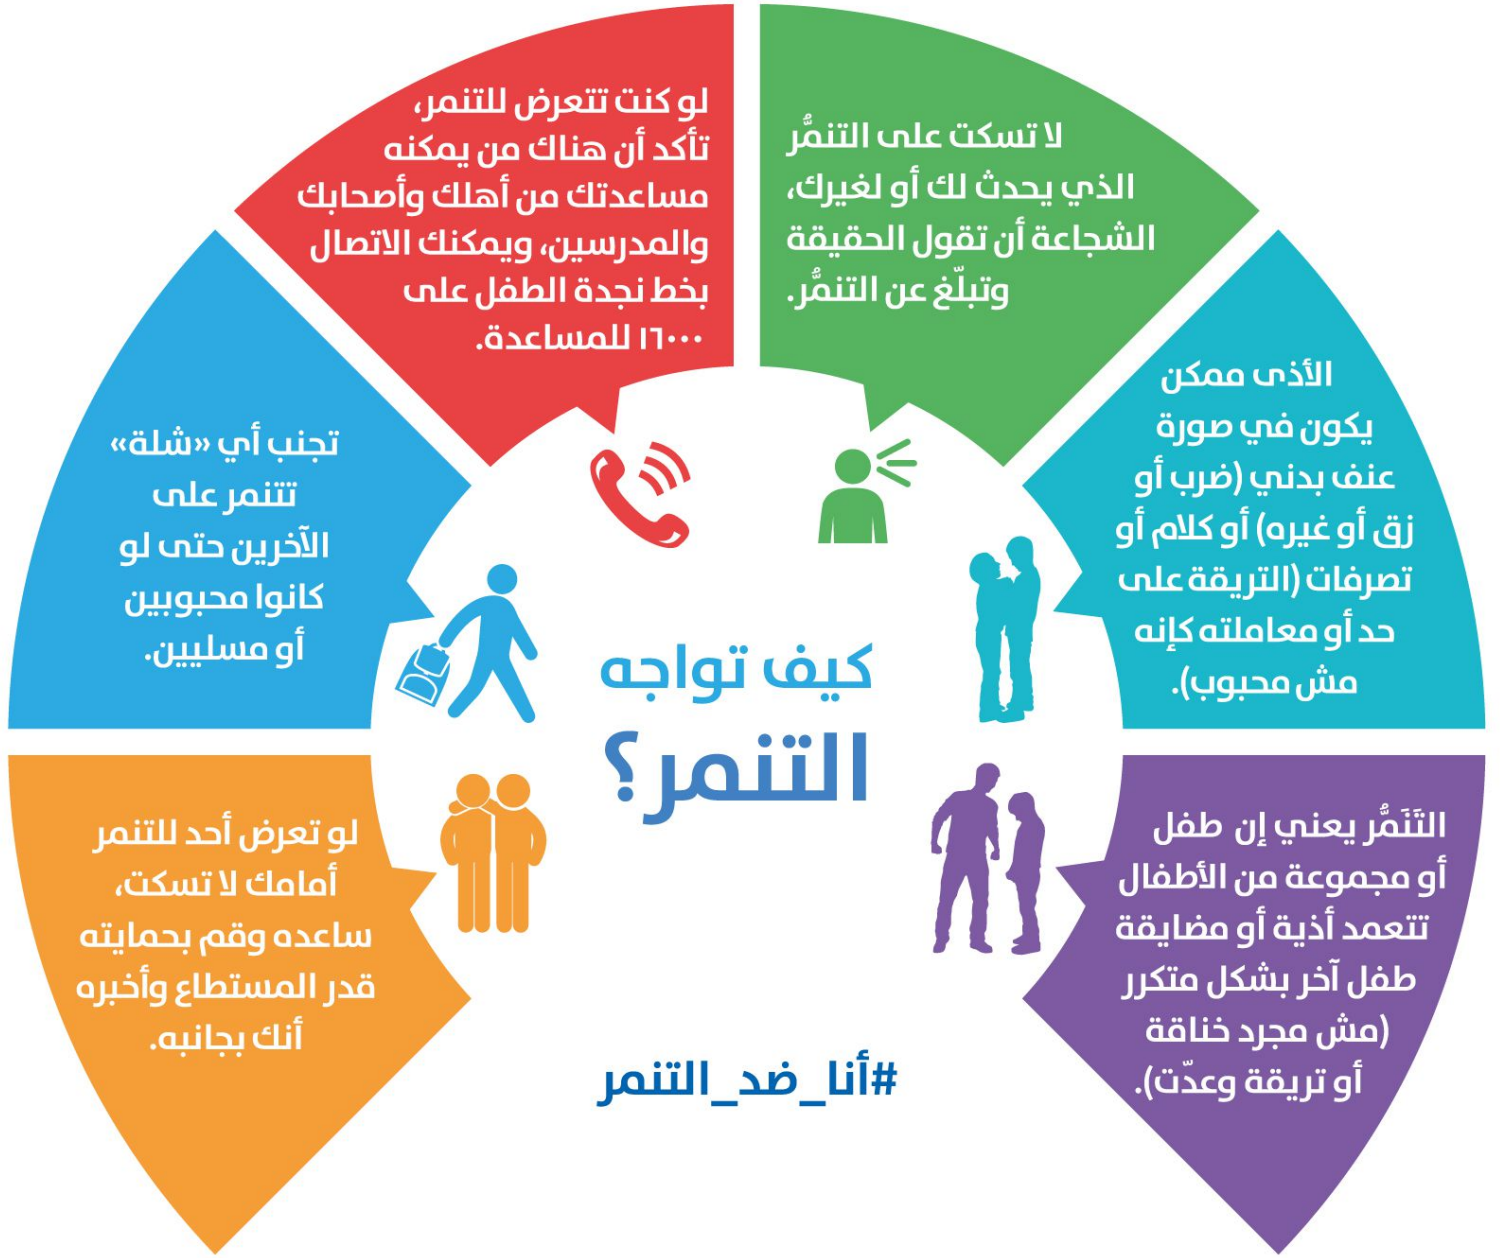 كيف تواجه
التنمر؟
التَنَمُّر يعني إن طفل
أو مجموعة من الأطفال
تتعمد أذية أو مضايقة
طفل آخر بشكل متكرر
(مش مجرد خناقة
أو تريقة وعدّت).
الأذى ممكن
يكون في صورة
عنف بدني (ضرب أو
زق أو غيره) أو كلام أو
تصرفات (التريقة على
حد أو معاملته كإنه
مش محبوب).
لا تسكت على التنمُّر
الذي يحدث لك أو لغيرك،
الشجاعة أن تقول الحقيقة
وتبلّغ عن التنمُّر.
لو كنت تتعرض للتنمر،
تأكد أن هناك من يمكنه
مساعدتك من أهلك وأصحابك
والمدرسين، ويمكنك الاتصال
بخط نجدة الطفل على
١٦٠٠٠ للمساعدة.
تجنب أي «شلة»
تتنمر على
الآخرين حتى لو
كانوا محبوبين
أو مسليين.
لو تعرض أحد للتنمر
أمامك لا تسكت،
ساعده وقم بحمايته
قدر المستطاع وأخبره
أنك بجانبه.
#أنا_ضد_التنمر